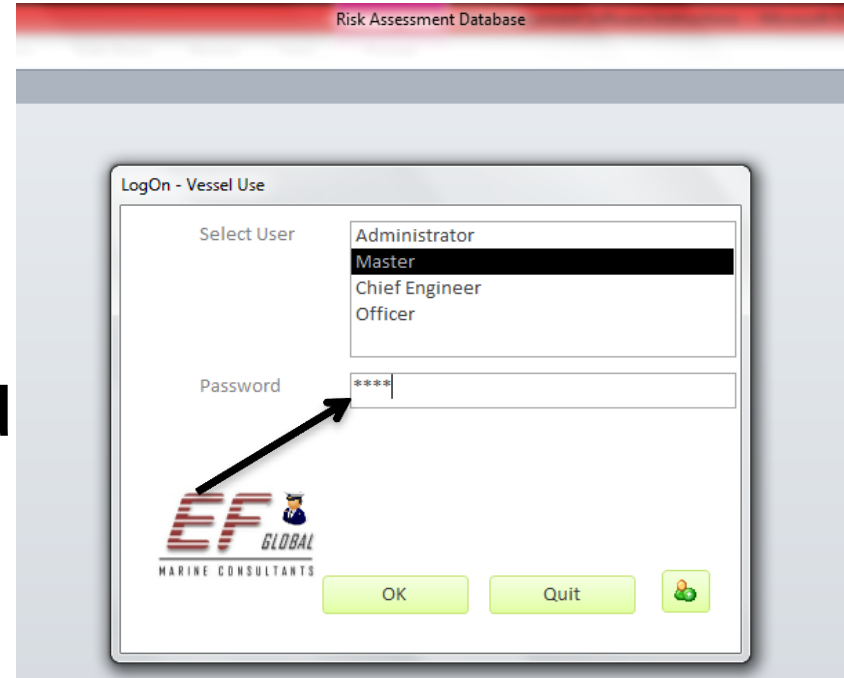 Risk Assessment Database
LogOn - Vessel Use
Select User
Administrator
Master
Chief Engineer
Officer
Password
****
EF
GLOBAL
MARINE CONSULTANTS
OK
Quit